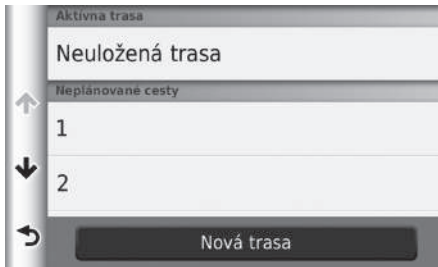 Aktívna trasa
Neuložená trasa
Neplánované cesty
1
2
Nová trasa